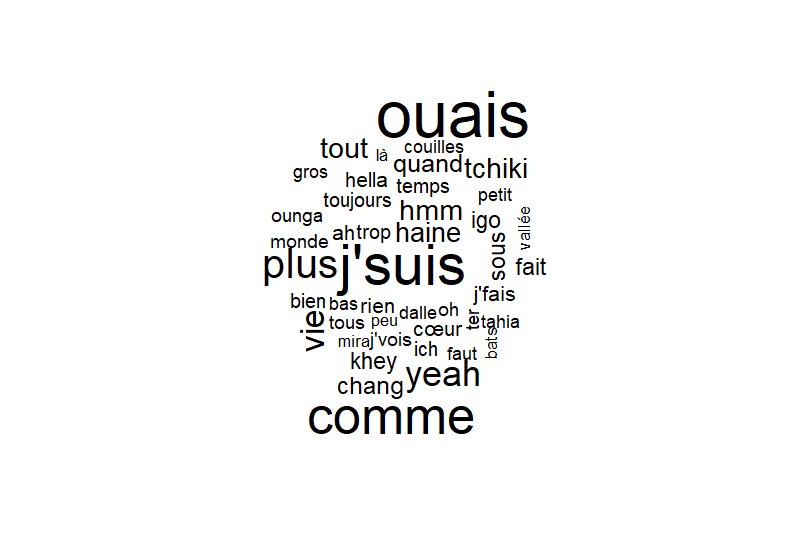 ouais
tout là couilles
gros quand tchiki
hella temps
toujours petit
ounga hmm igo vallée
monde ah trop haine
plus j'suis sous fait
bien bas rien dalle oh j'fais
vie tous peu cœur ter tahia
mira j'vois ich faut bats
khey
chang yeah
comme